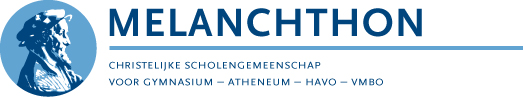 MELANCHTHON
CHRISTELIJKE SCHOLENGEMEENSCHAP
VOOR GYMNASIUM – ATHENEUM – HAVO – VMBO